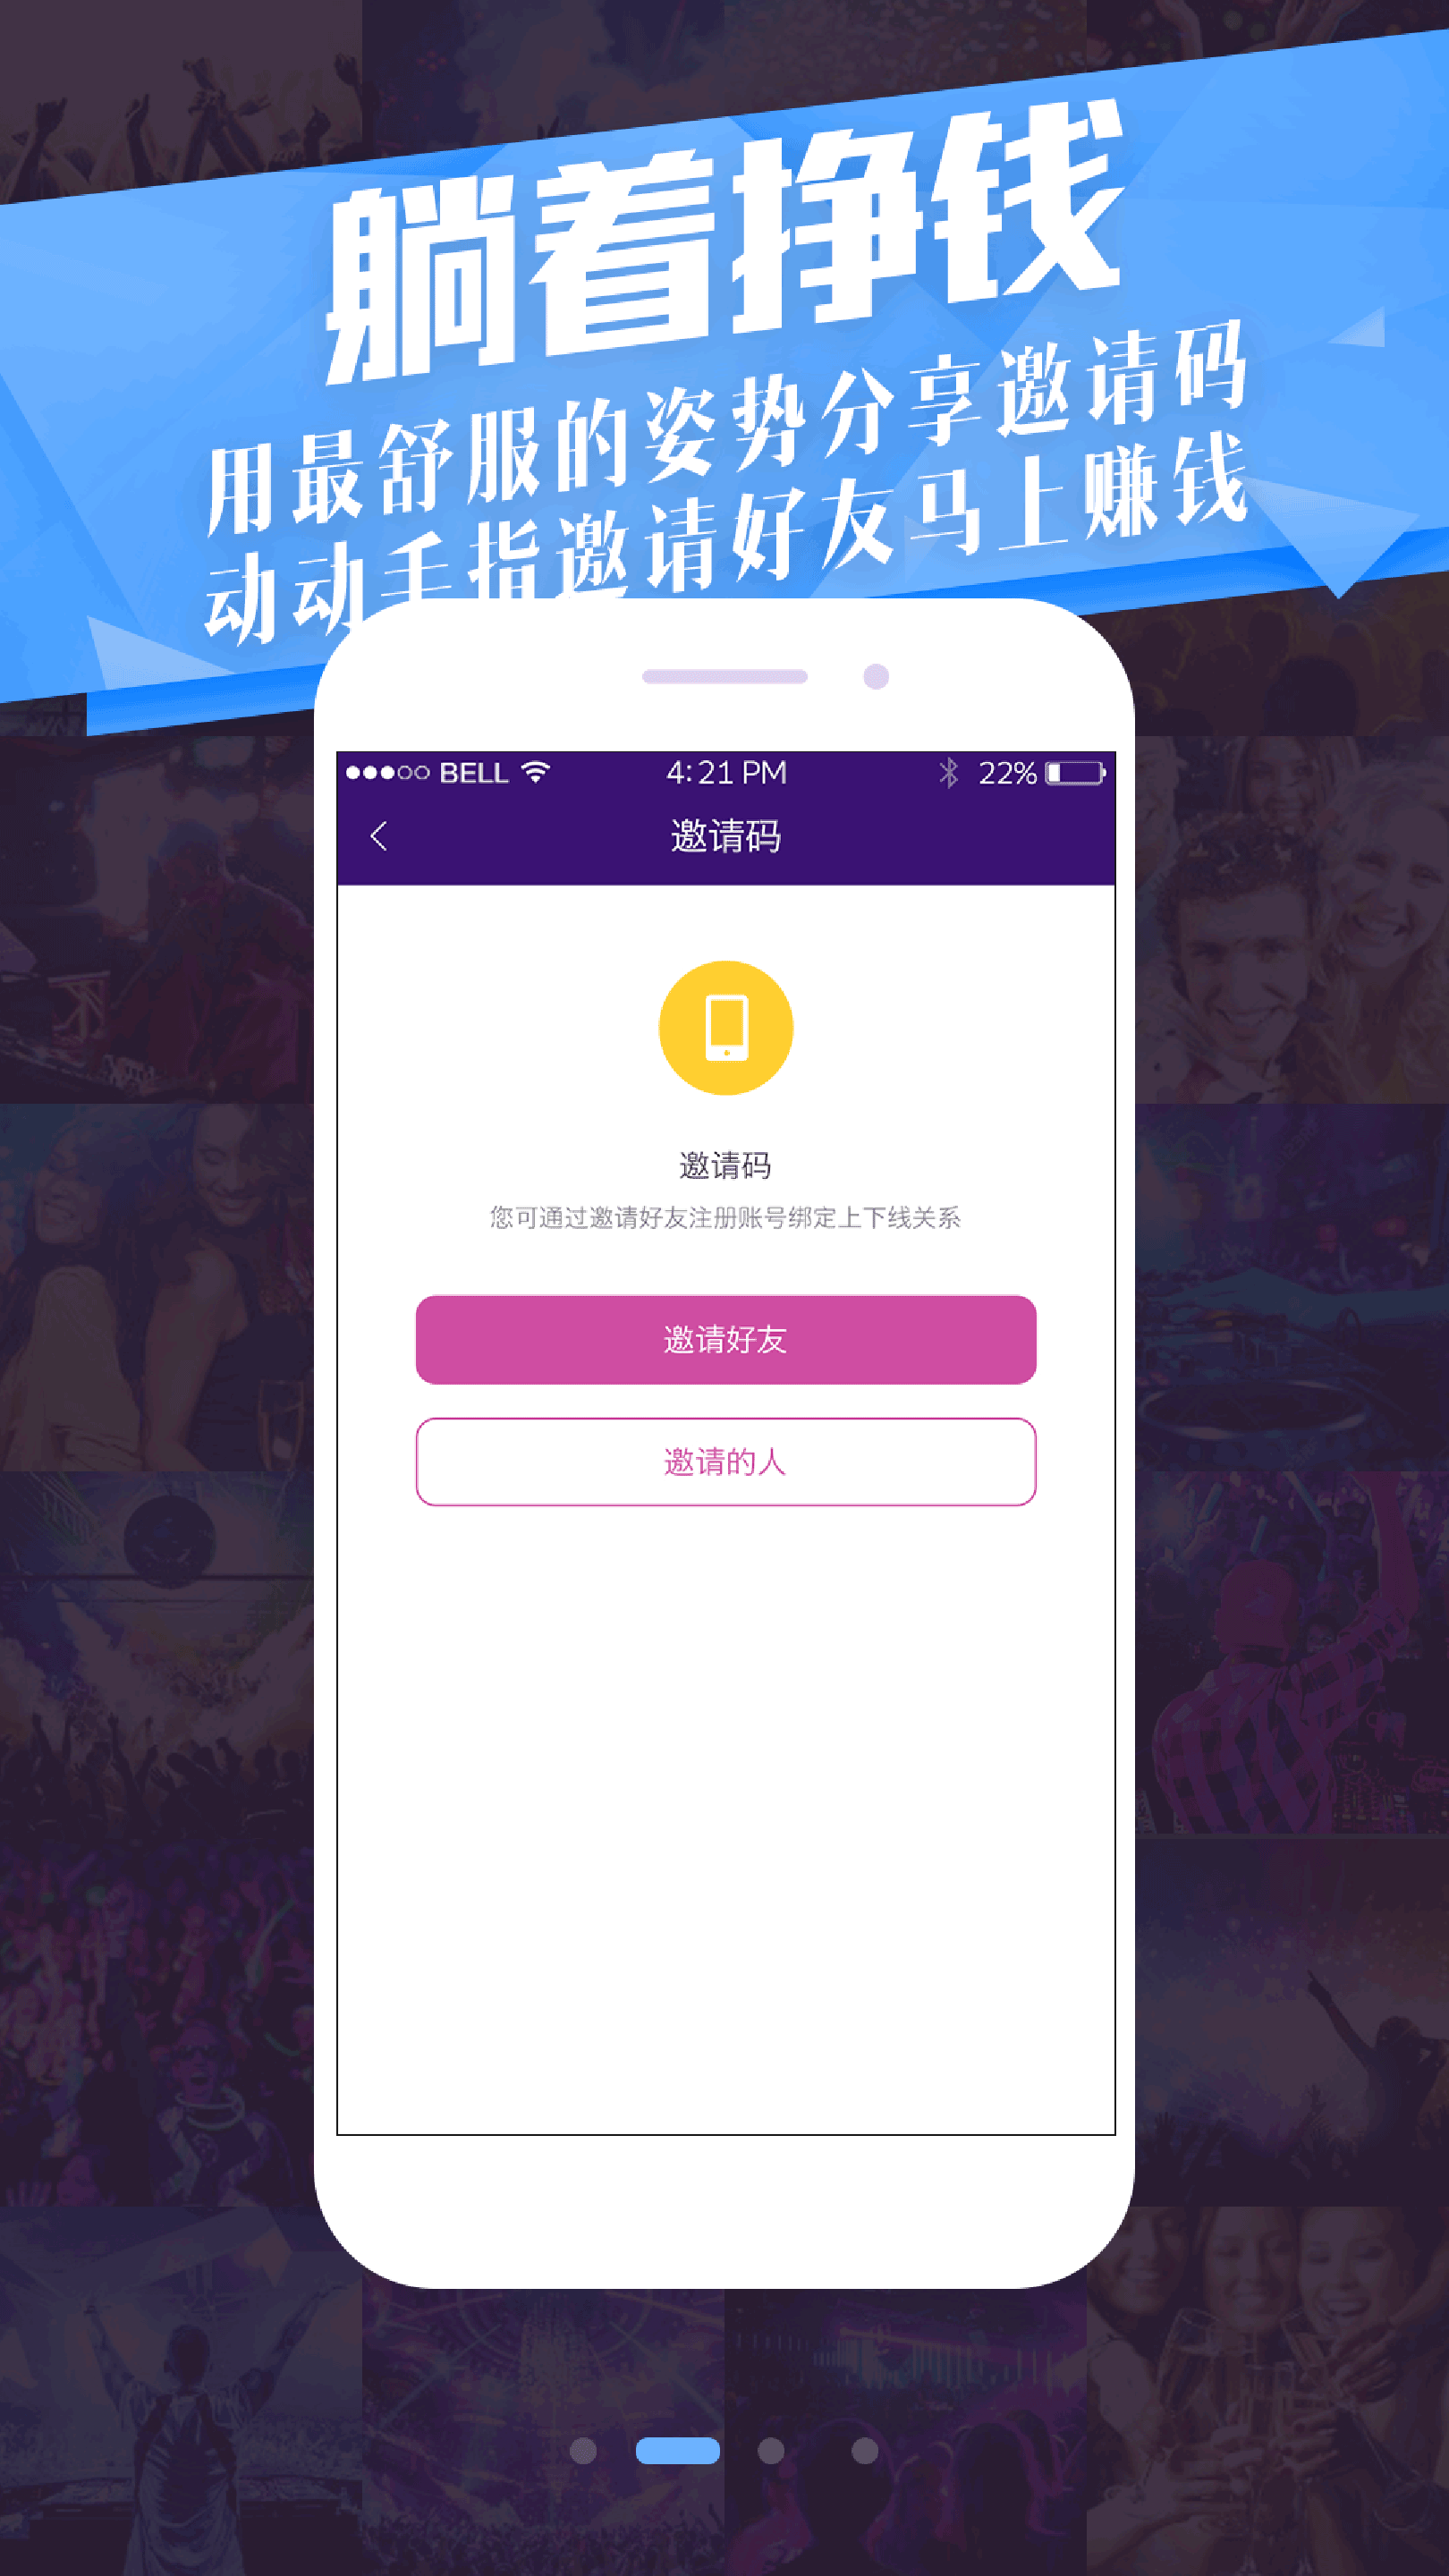 躺着挣钱
用最舒服的姿势分享邀请码
动动手指邀请好友马上赚钱
BELL 4:21 PM 22%
邀请码
邀请码
您可通过邀请好友注册账号绑定上下线关系
邀请好友
邀请的人